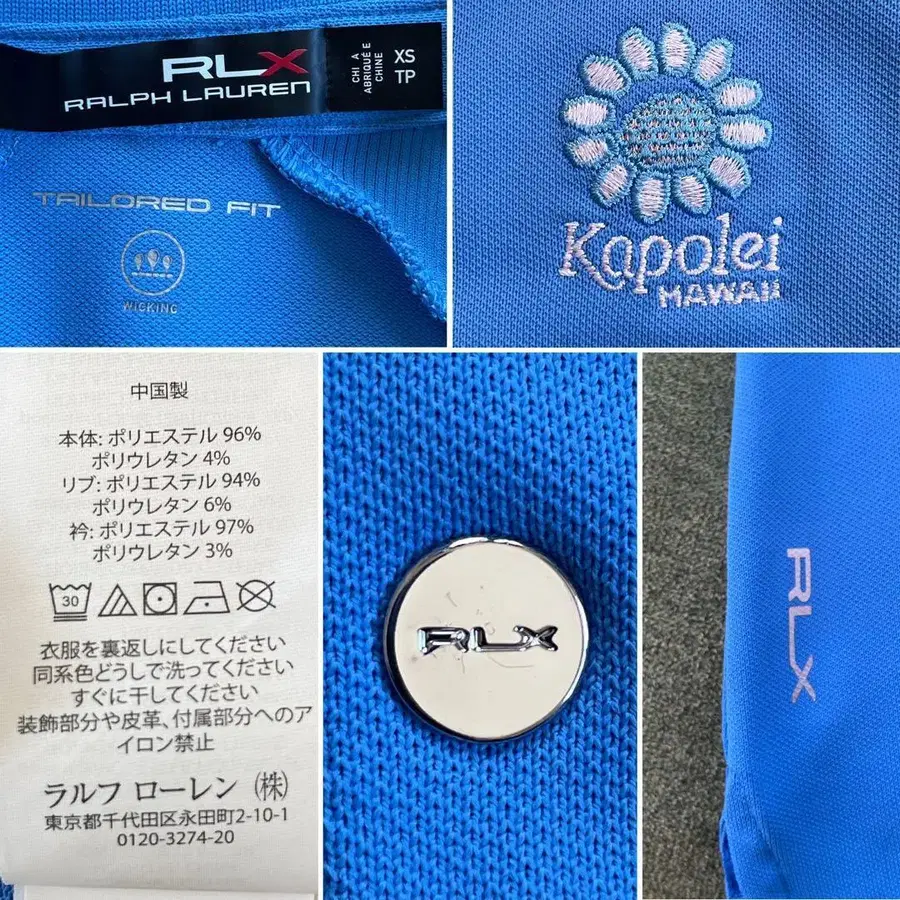 RLX
RALPH LAUREN
CHI A
ABRIQUÉ E
CHINE
XS
TP
TAILORED FIT
WICKING
Kapolei
HAWAII
中国製
本体: ポリエステル 96%
ポリウレタン 4%
リブ: ポリエステル 94%
ポリウレタン 6%
衿: ポリエステル 97%
ポリウレタン 3%
30
衣服を裏返しにしてください
同系色どうしで洗ってください
すぐに干してください
装飾部分や皮革、付属部分へのア
イロン禁止
ラルフ ローレン (株)
東京都千代田区永田町2-10-1
0120-3274-20
RLX
RLX